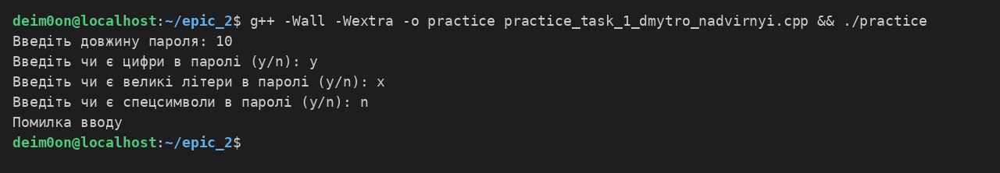 deim0on@localhost:~/epic_2$ g++ -Wall -Wextra -o practice practice_task_1_dmytro_nadvirnyi.cpp && ./practice
Введіть довжину пароля: 10
Введіть чи є цифри в паролі (y/n): y
Введіть чи є великі літери в паролі (y/n): x
Введіть чи є спецсимволи в паролі (y/n): n
Помилка вводу
deim0on@localhost:~/epic_2$